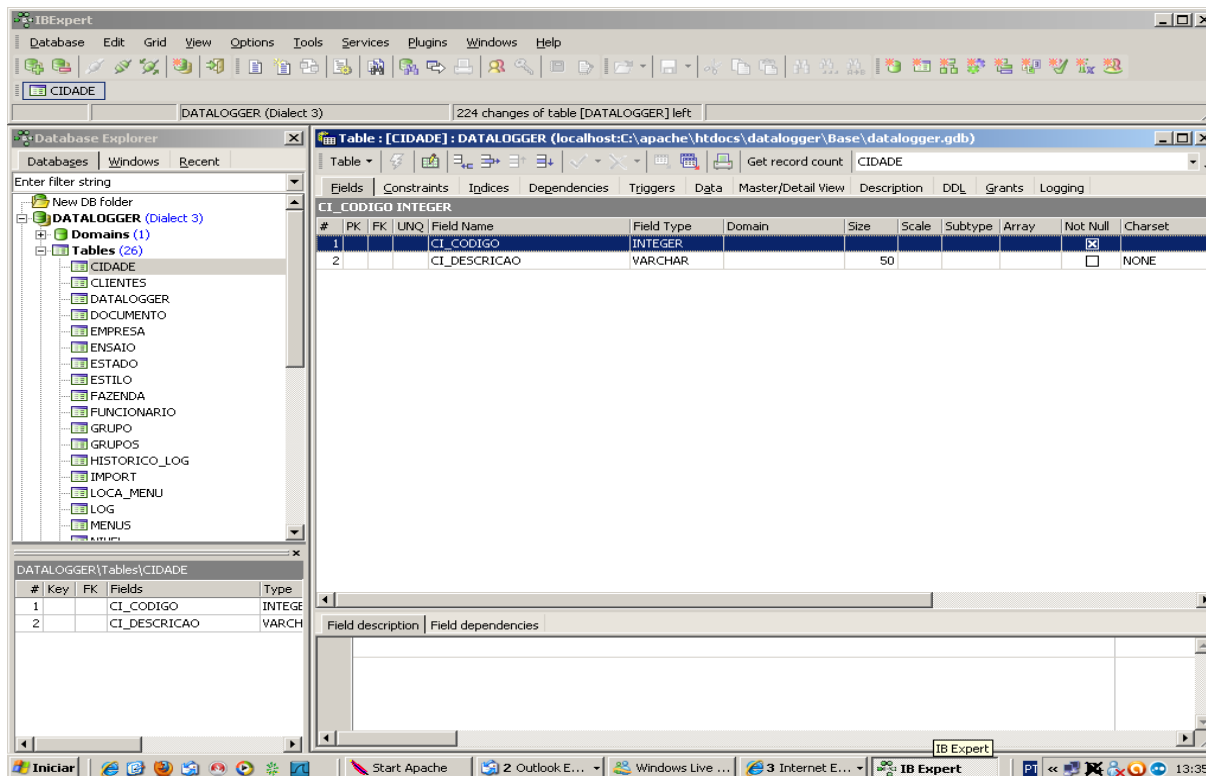 IBExpert
Database Edit Grid View Options Tools Services Plugins Windows Help
CIDADE
DATALOGGER (Dialect 3) 224 changes of table [DATALOGGER] left
Database Explorer
Databases Windows Recent
Enter filter string
New DB folder
DATALOGGER (Dialect 3)
Domains (1)
Tables (26)
CIDADE
CLIENTES
DATALOGGER
DOCUMENTO
EMPRESA
ENSAIO
ESTADO
ESTILO
FAZENDA
FUNCIONARIO
GRUPO
GRUPOS
HISTORICO_LOG
IMPORT
LOCA_MENU
LOG
MENUS
DATALOGGER\Tables\CIDADE
# Key FK Fields Type
1 CI_CODIGO INTEGE
2 CI_DESCRICAO VARCH
Table : [CIDADE] : DATALOGGER (localhost:C:\apache\htdocs\datalogger\Base\datalogger.gdb)
Table Get record count CIDADE
Fields Constraints Indices Dependencies Triggers Data Master/Detail View Description DDL Grants Logging
CI_CODIGO INTEGER
# PK FK UNQ Field Name Field Type Domain Size Scale Subtype Array Not Null Charset
1 CI_CODIGO INTEGER
2 CI_DESCRICAO VARCHAR 50 NONE
Field description Field dependencies
IB Expert
Iniciar Start Apache 2 Outlook E... Windows Live ... 3 Internet E... IB Expert PT « 13:35